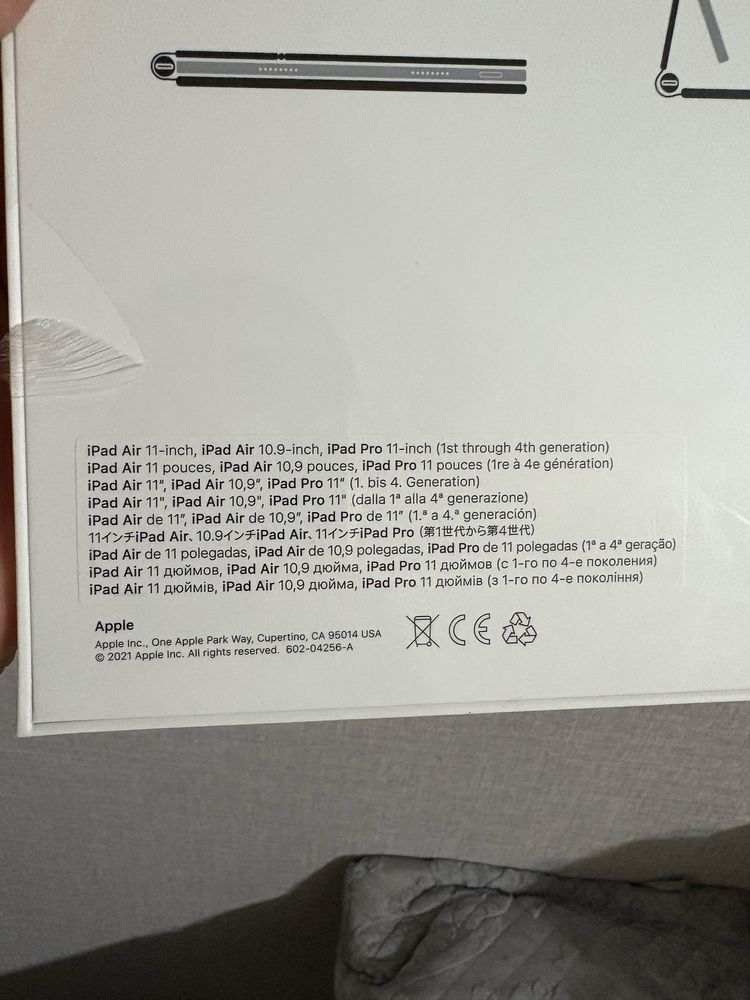 iPad Air 11-inch, iPad Air 10.9-inch, iPad Pro 11-inch (1st through 4th generation)
iPad Air 11 pouces, iPad Air 10,9 pouces, iPad Pro 11 pouces (1re à 4e génération)
iPad Air 11″, iPad Air 10,9″, iPad Pro 11″ (1. bis 4. Generation)
iPad Air 11", iPad Air 10,9", iPad Pro 11" (dalla 1ª alla 4ª generazione)
iPad Air de 11″, iPad Air de 10,9″, iPad Pro de 11″ (1.ª a 4.ª generación)
11インチiPad Air、10.9インチiPad Air、11インチiPad Pro（第1世代から第4世代）
iPad Air de 11 polegadas, iPad Air de 10,9 polegadas, iPad Pro de 11 polegadas (1ª a 4ª geração)
iPad Air 11 дюймов, iPad Air 10,9 дюйма, iPad Pro 11 дюймов (с 1-го по 4-е поколения)
iPad Air 11 дюймів, iPad Air 10,9 дюйма, iPad Pro 11 дюймів (з 1-го по 4-е покоління)
Apple
Apple Inc., One Apple Park Way, Cupertino, CA 95014 USA
© 2021 Apple Inc. All rights reserved. 602-04256-A
CE